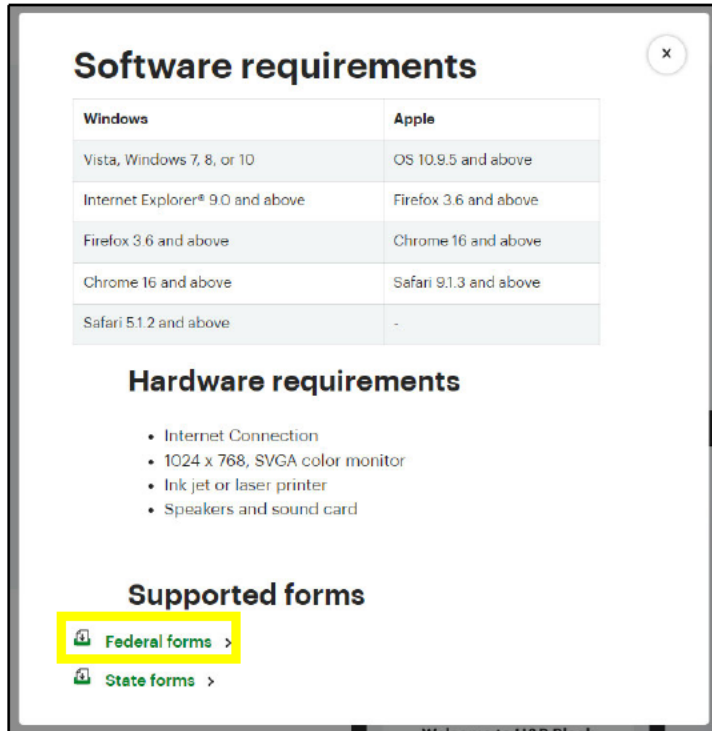 x
Software requirements
Windows Apple
Vista, Windows 7, 8, or 10 OS 10.9.5 and above
Internet Explorer® 9.0 and above Firefox 3.6 and above
Firefox 3.6 and above Chrome 16 and above
Chrome 16 and above Safari 9.1.3 and above
Safari 5.1.2 and above -
Hardware requirements
• Internet Connection
• 1024 x 768, SVGA color monitor
• Ink jet or laser printer
• Speakers and sound card
Supported forms
Federal forms >
State forms >